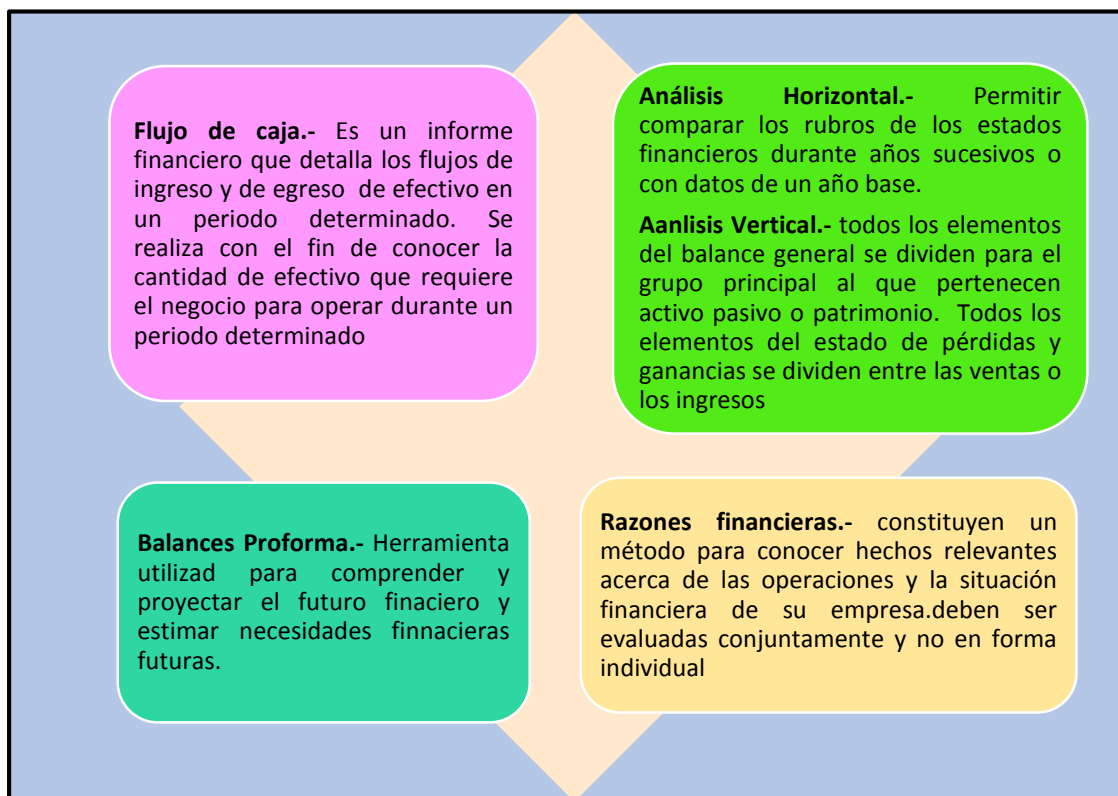 Flujo de caja.- Es un informe
financiero que detalla los flujos de
ingreso y de egreso de efectivo en
un periodo determinado. Se
realiza con el fin de conocer la
cantidad de efectivo que requiere
el negocio para operar durante un
periodo determinado
Análisis Horizontal.- Permitir
comparar los rubros de los estados
financieros durante años sucesivos o
con datos de un año base.
Aanlisis Vertical.- todos los elementos
del balance general se dividen para el
grupo principal al que pertenecen
activo pasivo o patrimonio. Todos los
elementos del estado de pérdidas y
ganancias se dividen entre las ventas o
los ingresos
Balances Proforma.- Herramienta
utilizad para comprender y
proyectar el futuro finaciero y
estimar necesidades finnacieras
futuras.
Razones financieras.- constituyen un
método para conocer hechos relevantes
acerca de las operaciones y la situación
financiera de su empresa.deben ser
evaluadas conjuntamente y no en forma
individual